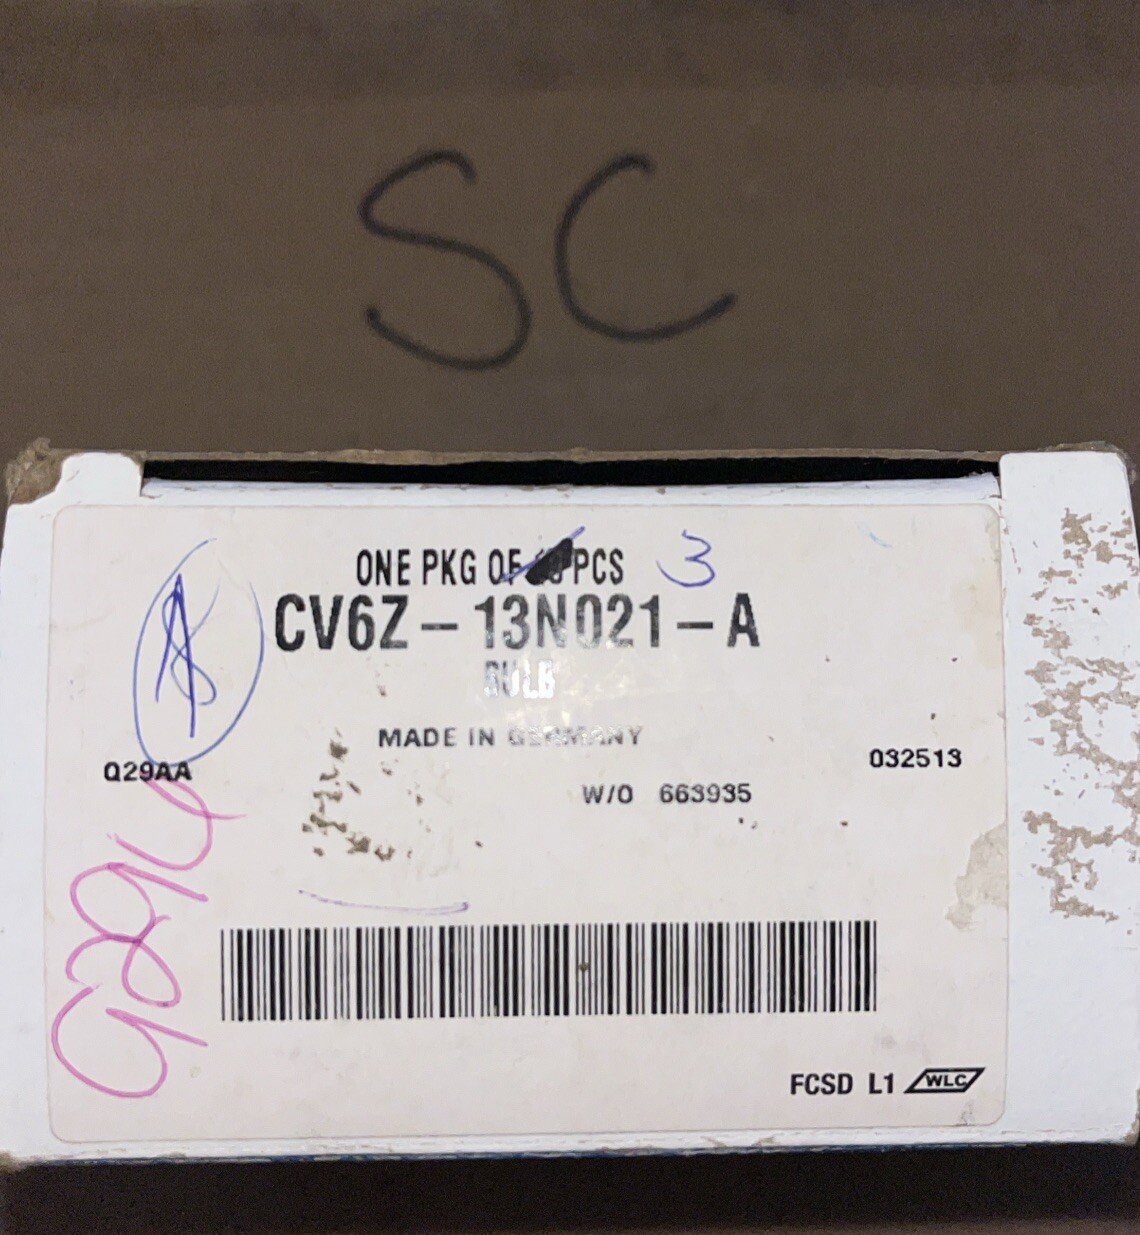 SC
ONE PKG OF PCS 3
CV6Z-13N021-A
BULB
MADE IN GERMANY
Q29AA
032513
W/O 663935
FCSD L1 WLC